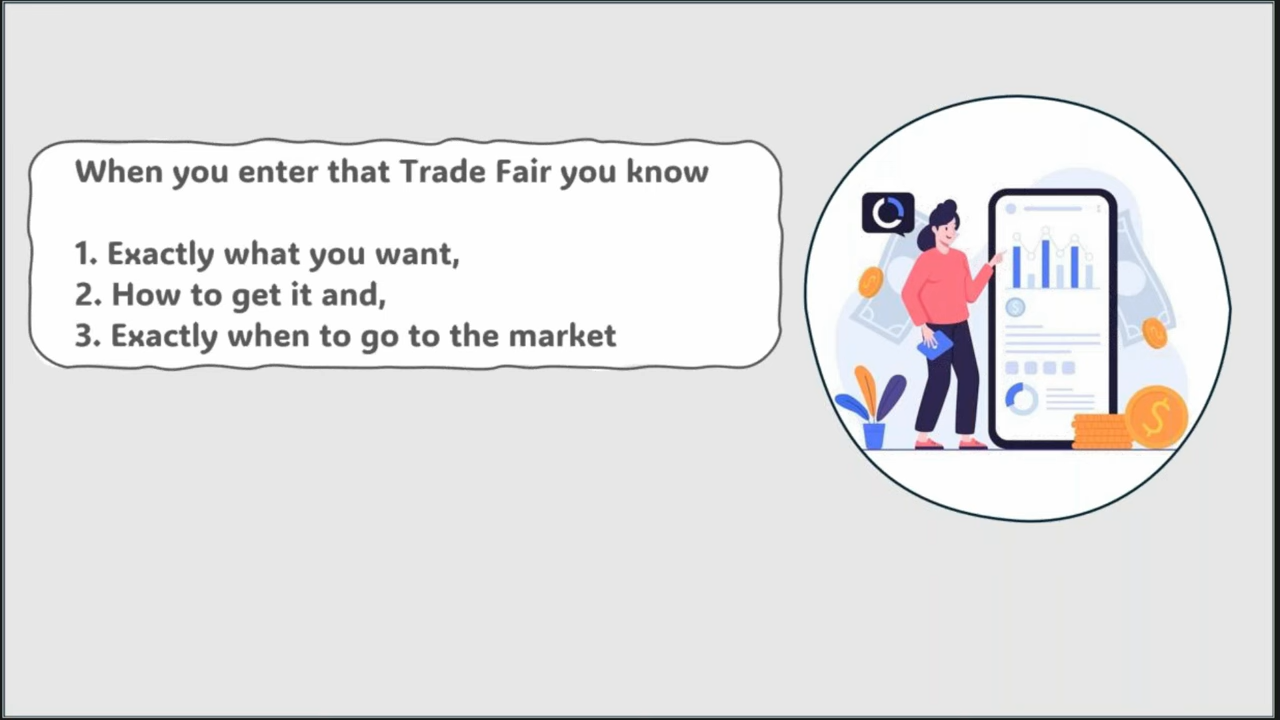 When you enter that Trade Fair you know
1. Exactly what you want,
2. How to get it and,
3. Exactly when to go to the market